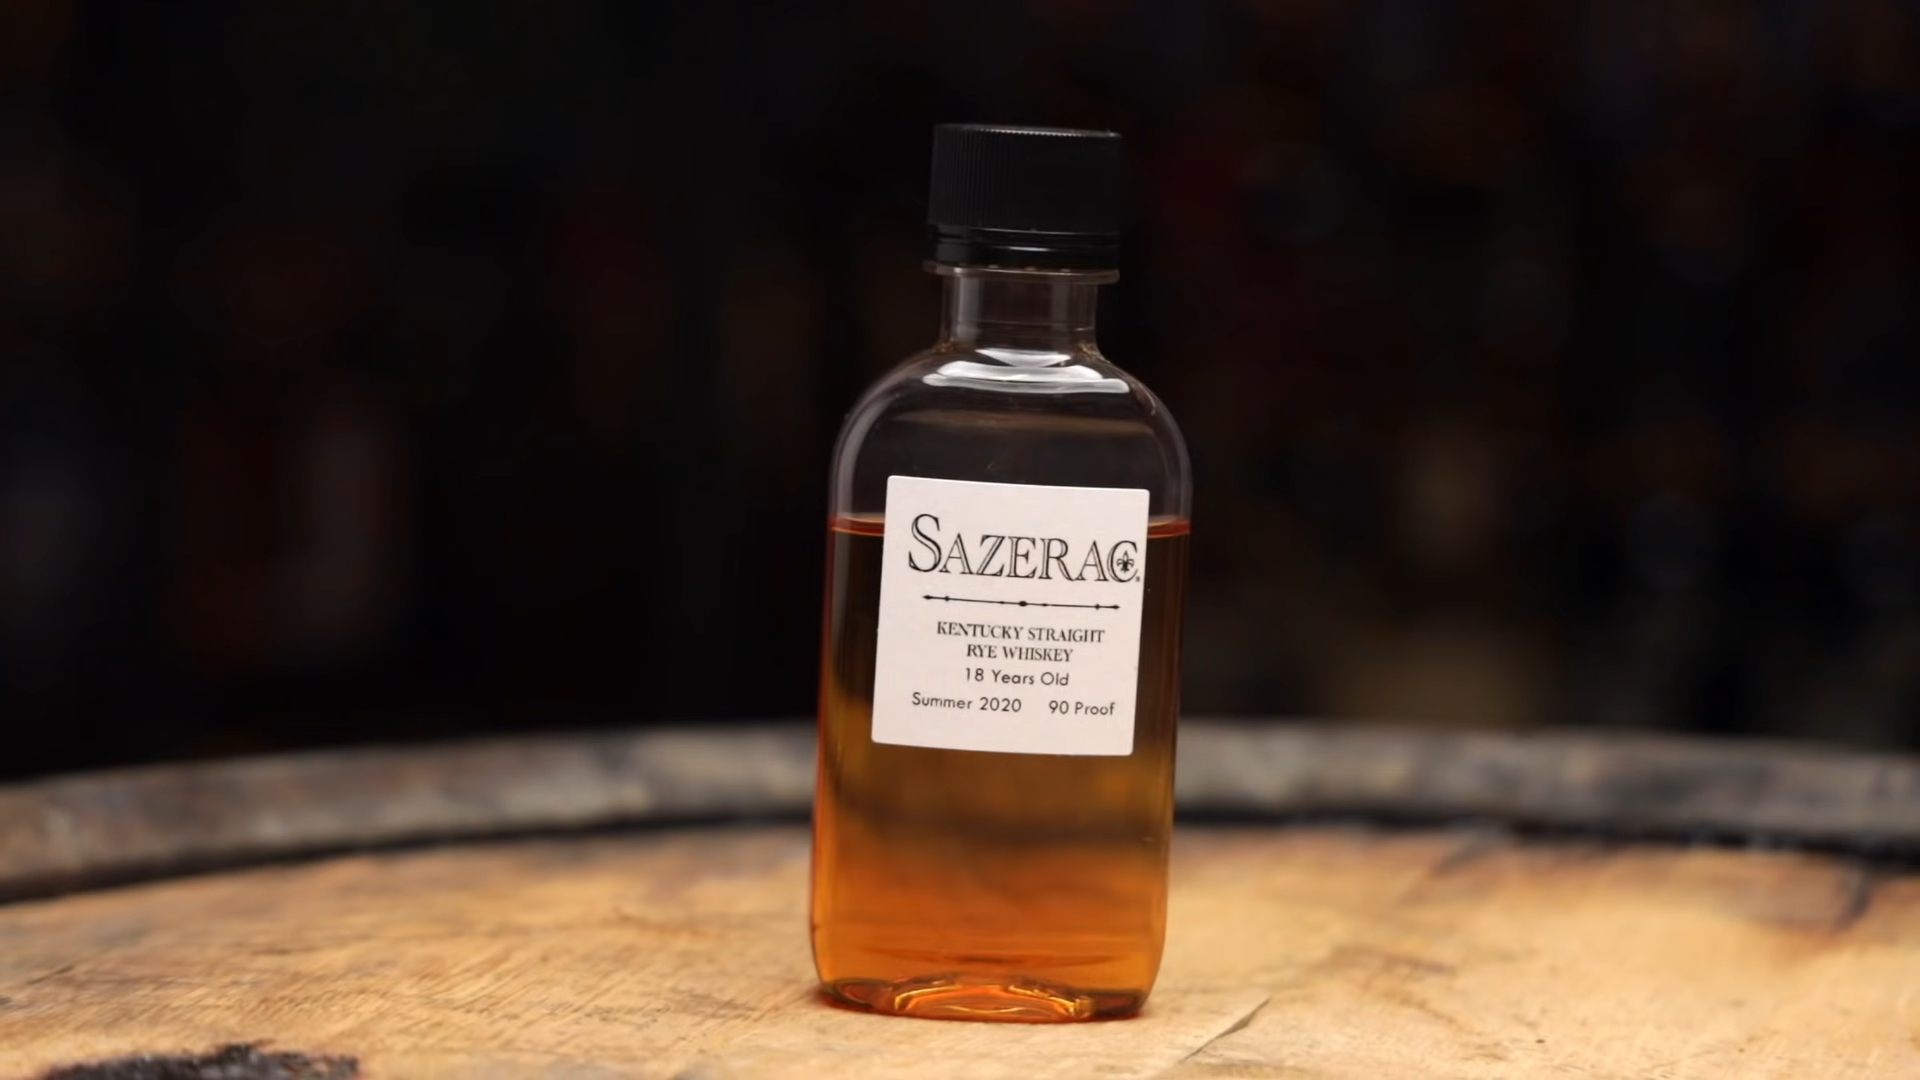 SAZERAC
KENTUCKY STRAIGHT
RYE WHISKEY
18 Years Old
Summer 2020 90 Proof